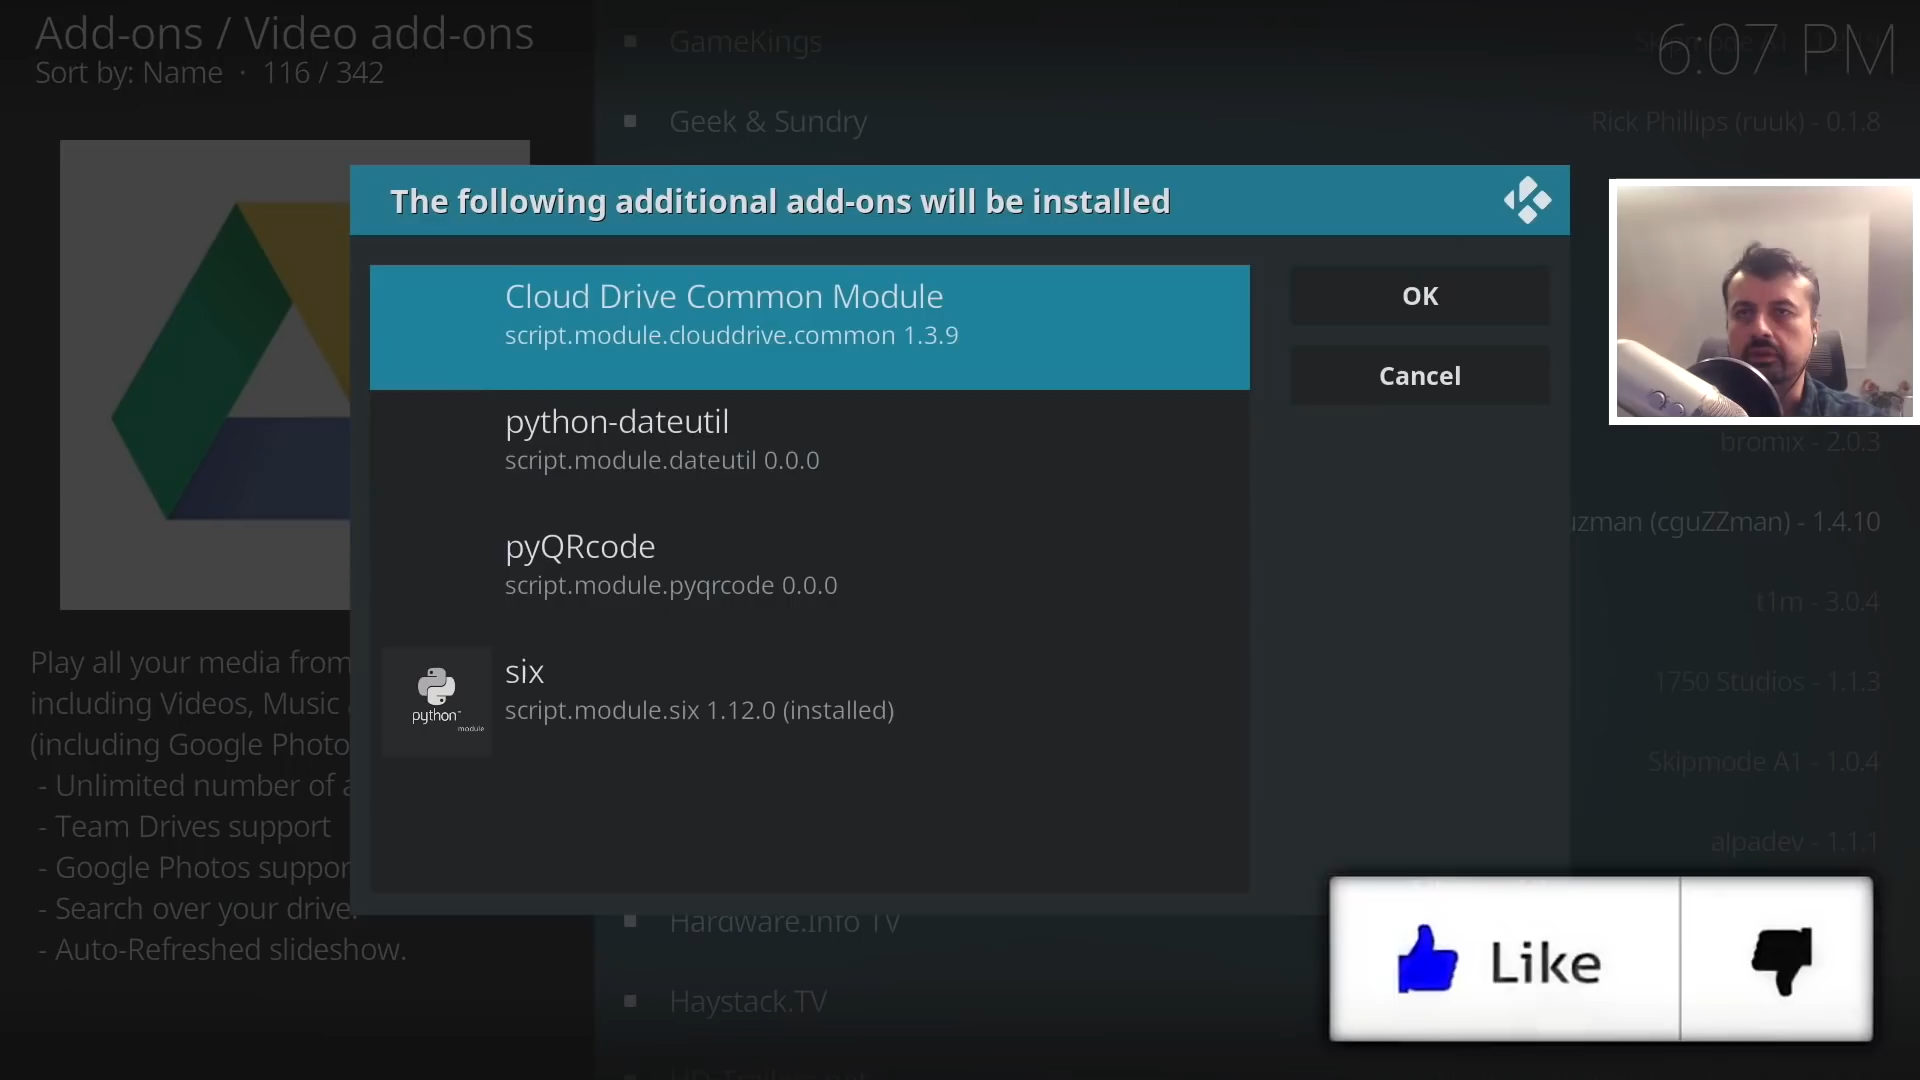 Add-ons / Video add-ons
Sort by: Name · 116 / 342
6:07 PM
GameKings
Geek & Sundry
Rick Phillips (ruuk) - 0.1.8
The following additional add-ons will be installed
Cloud Drive Common Module
script.module.clouddrive.common 1.3.9
python-dateutil
script.module.dateutil 0.0.0
pyQRcode
script.module.pyqrcode 0.0.0
python
module
six
script.module.six 1.12.0 (installed)
OK
Cancel
bromix - 2.0.3
(cguZZman) - 1.4.10
t1m - 3.0.4
1750 Studios - 1.1.3
Skipmode A1 - 1.0.4
alpadev - 1.1.1
Play all your media from
including Videos, Music
(including Google Photo
- Unlimited number of
- Team Drives support
- Google Photos suppor
- Search over your drive.
- Auto-Refreshed slideshow.
Hardware.Info TV
Haystack.TV
Like